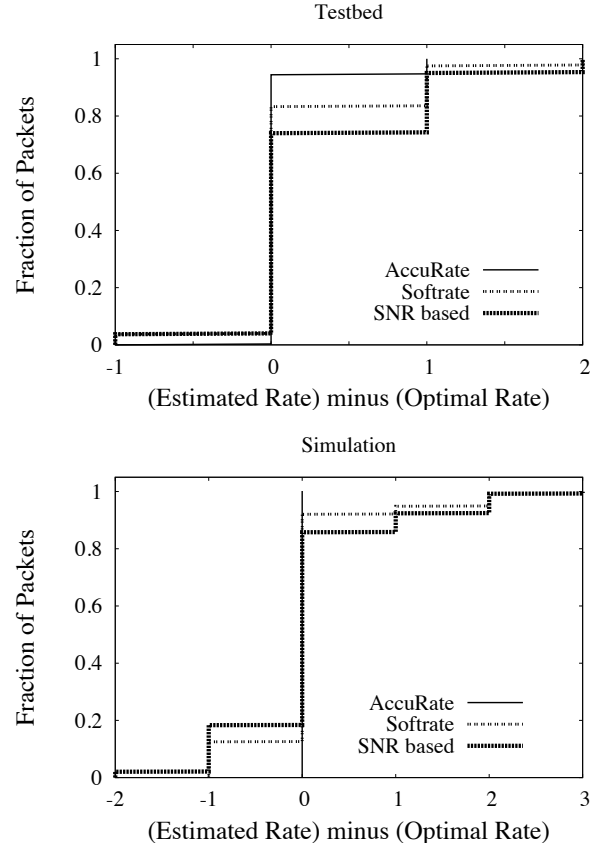 Testbed
Fraction of Packets
1
0.8
0.6
0.4
0.2
0
AccuRate
Softrate
SNR based
-1 0 1 2
(Estimated Rate) minus (Optimal Rate)
Simulation
Fraction of Packets
1
0.8
0.6
0.4
0.2
0
AccuRate
Softrate
SNR based
-2 -1 0 1 2 3
(Estimated Rate) minus (Optimal Rate)